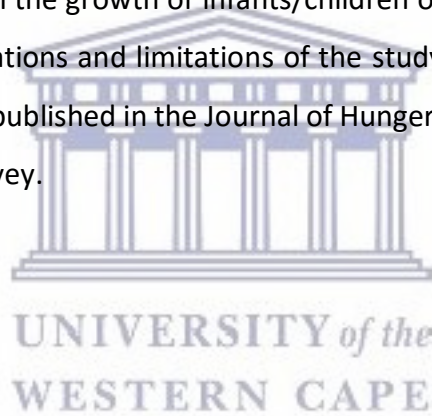 the growth of infants/children o
ations and limitations of the study
published in the Journal of Hunger
vey.
UNIVERSITY of the
WESTERN CAPE